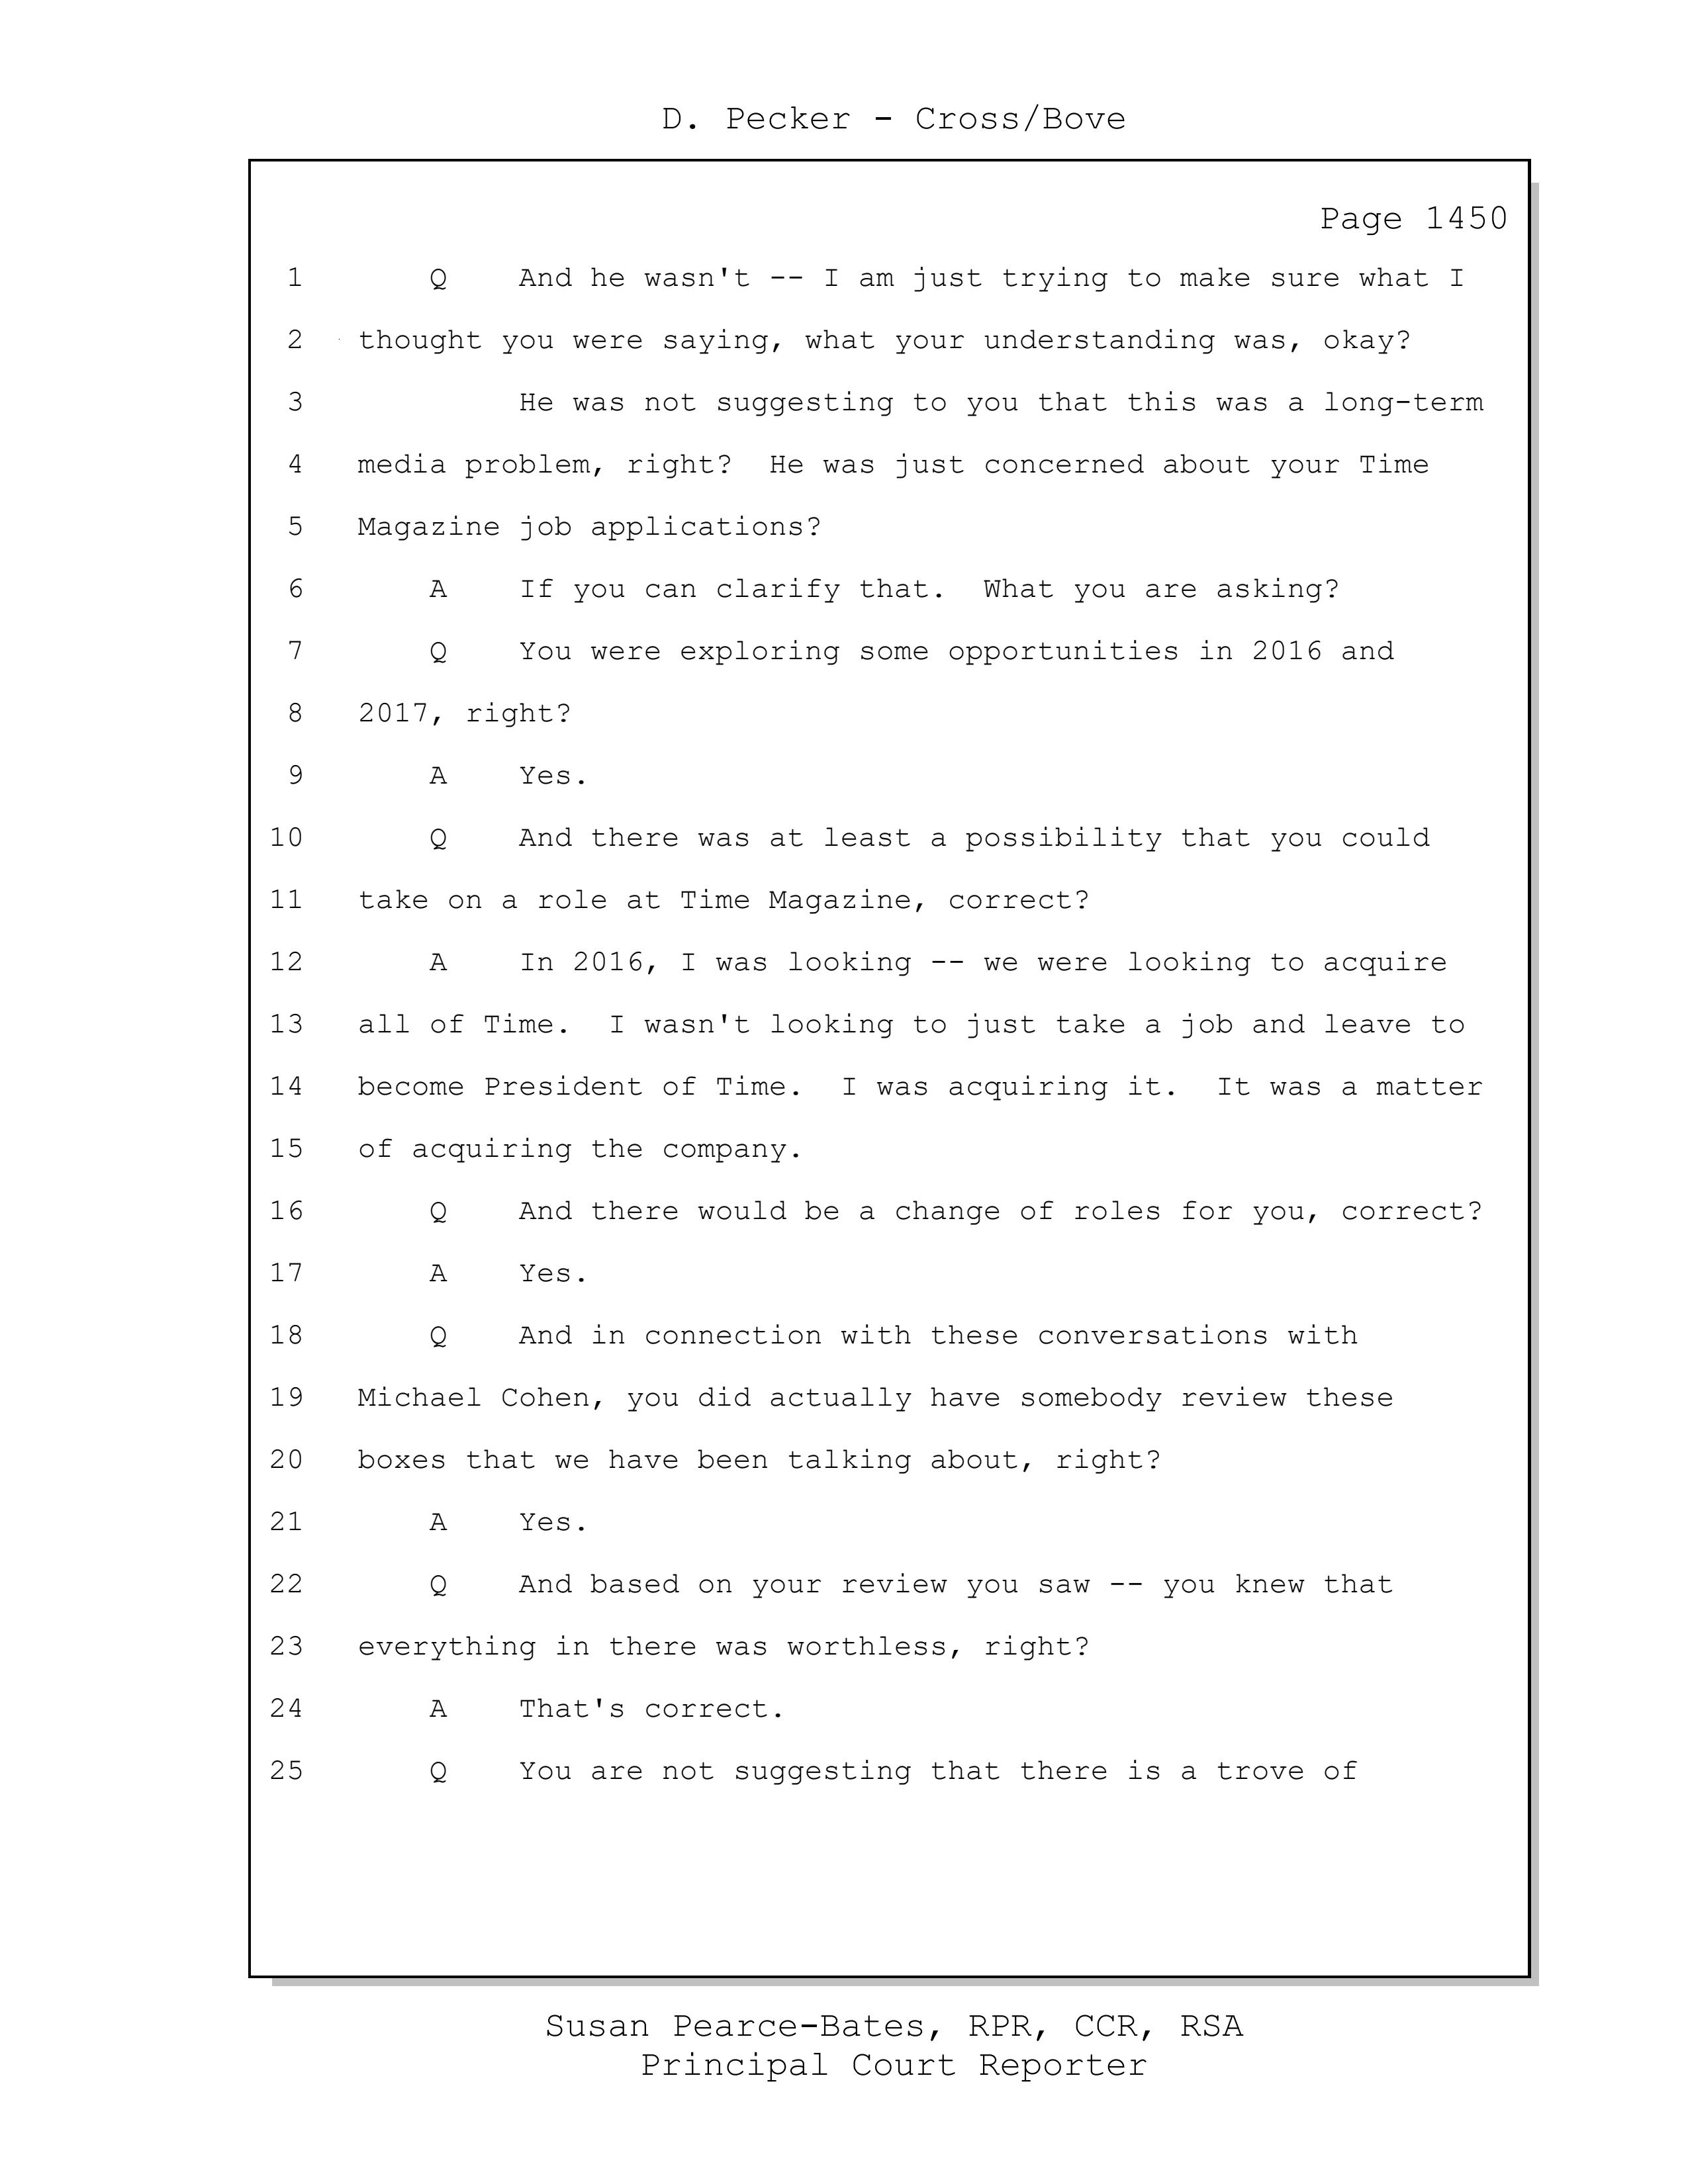 D. Pecker - Cross/Bove
Page 1450
1 Q And he wasn't -- I am just trying to make sure what I
2 thought you were saying, what your understanding was, okay?
3 He was not suggesting to you that this was a long-term
4 media problem, right? He was just concerned about your Time
5 Magazine job applications?
6 A If you can clarify that. What you are asking?
7 Q You were exploring some opportunities in 2016 and
8 2017, right?
9 A Yes.
10 Q And there was at least a possibility that you could
11 take on a role at Time Magazine, correct?
12 A In 2016, I was looking -- we were looking to acquire
13 all of Time. I wasn't looking to just take a job and leave to
14 become President of Time. I was acquiring it. It was a matter
15 of acquiring the company.
16 Q And there would be a change of roles for you, correct?
17 A Yes.
18 Q And in connection with these conversations with
19 Michael Cohen, you did actually have somebody review these
20 boxes that we have been talking about, right?
21 A Yes.
22 Q And based on your review you saw -- you knew that
23 everything in there was worthless, right?
24 A That's correct.
25 Q You are not suggesting that there is a trove of
Susan Pearce-Bates, RPR, CCR, RSA
Principal Court Reporter